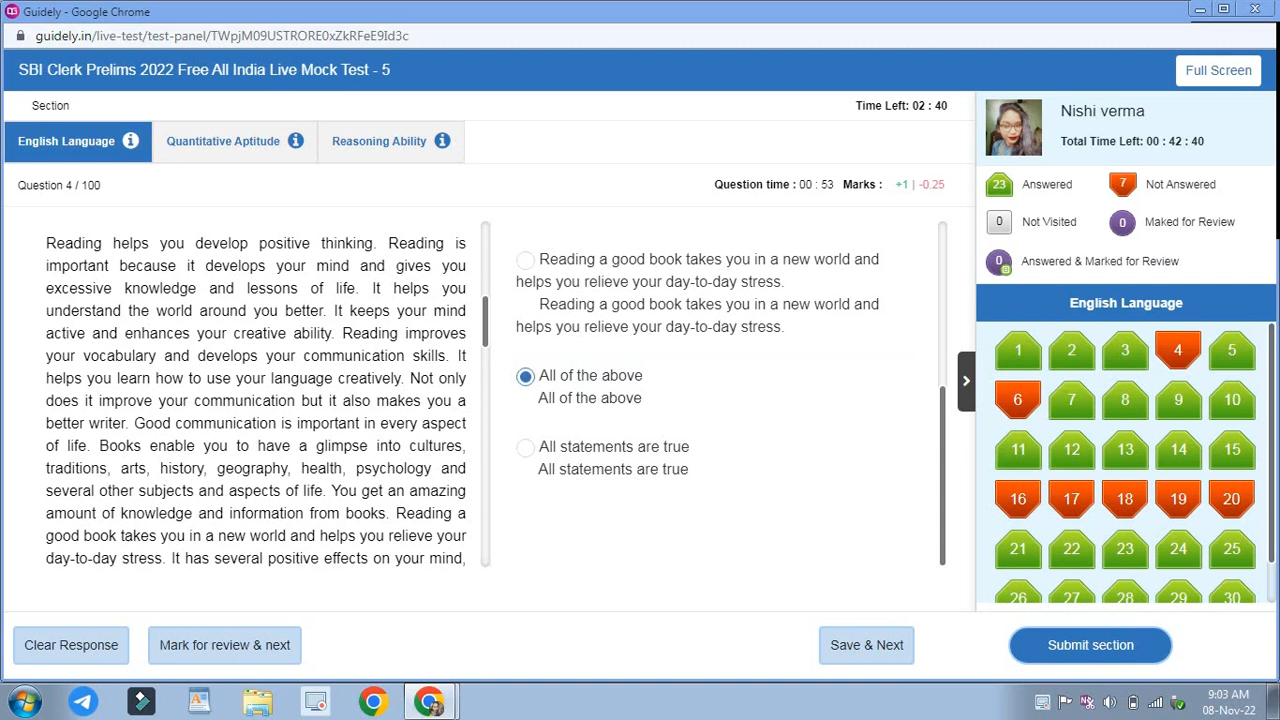 Guidely - Google Chrome
guidely.in/live-test/test-panel/TWpjM09USTRORE0xZkRFeE9Id3c
SBI Clerk Prelims 2022 Free All India Live Mock Test - 5
Full Screen
Section
Time Left: 02 : 40
English Language
Quantitative Aptitude
Reasoning Ability
Question 4 / 100
Question time : 00 : 53 Marks : +1 | -0.25
Reading helps you develop positive thinking. Reading is
important because it develops your mind and gives you
excessive knowledge and lessons of life. It helps you
understand the world around you better. It keeps your mind
active and enhances your creative ability. Reading improves
your vocabulary and develops your communication skills. It
helps you learn how to use your language creatively. Not only
does it improve your communication but it also makes you a
better writer. Good communication is important in every aspect
of life. Books enable you to have a glimpse into cultures,
traditions, arts, history, geography, health, psychology and
several other subjects and aspects of life. You get an amazing
amount of knowledge and information from books. Reading a
good book takes you in a new world and helps you relieve your
day-to-day stress. It has several positive effects on your mind,
Reading a good book takes you in a new world and
helps you relieve your day-to-day stress.
Reading a good book takes you in a new world and
helps you relieve your day-to-day stress.
All of the above
All of the above
All statements are true
All statements are true
Nishi verma
Total Time Left: 00 : 42 : 40
23 Answered
7 Not Answered
0 Not Visited
0 Maked for Review
0 Answered & Marked for Review
English Language
1 2 3 4 5
6 7 8 9 10
11 12 13 14 15
16 17 18 19 20
21 22 23 24 25
26 27 28 29 30
Clear Response
Mark for review & next
Save & Next
Submit section
9:03 AM
08-Nov-22